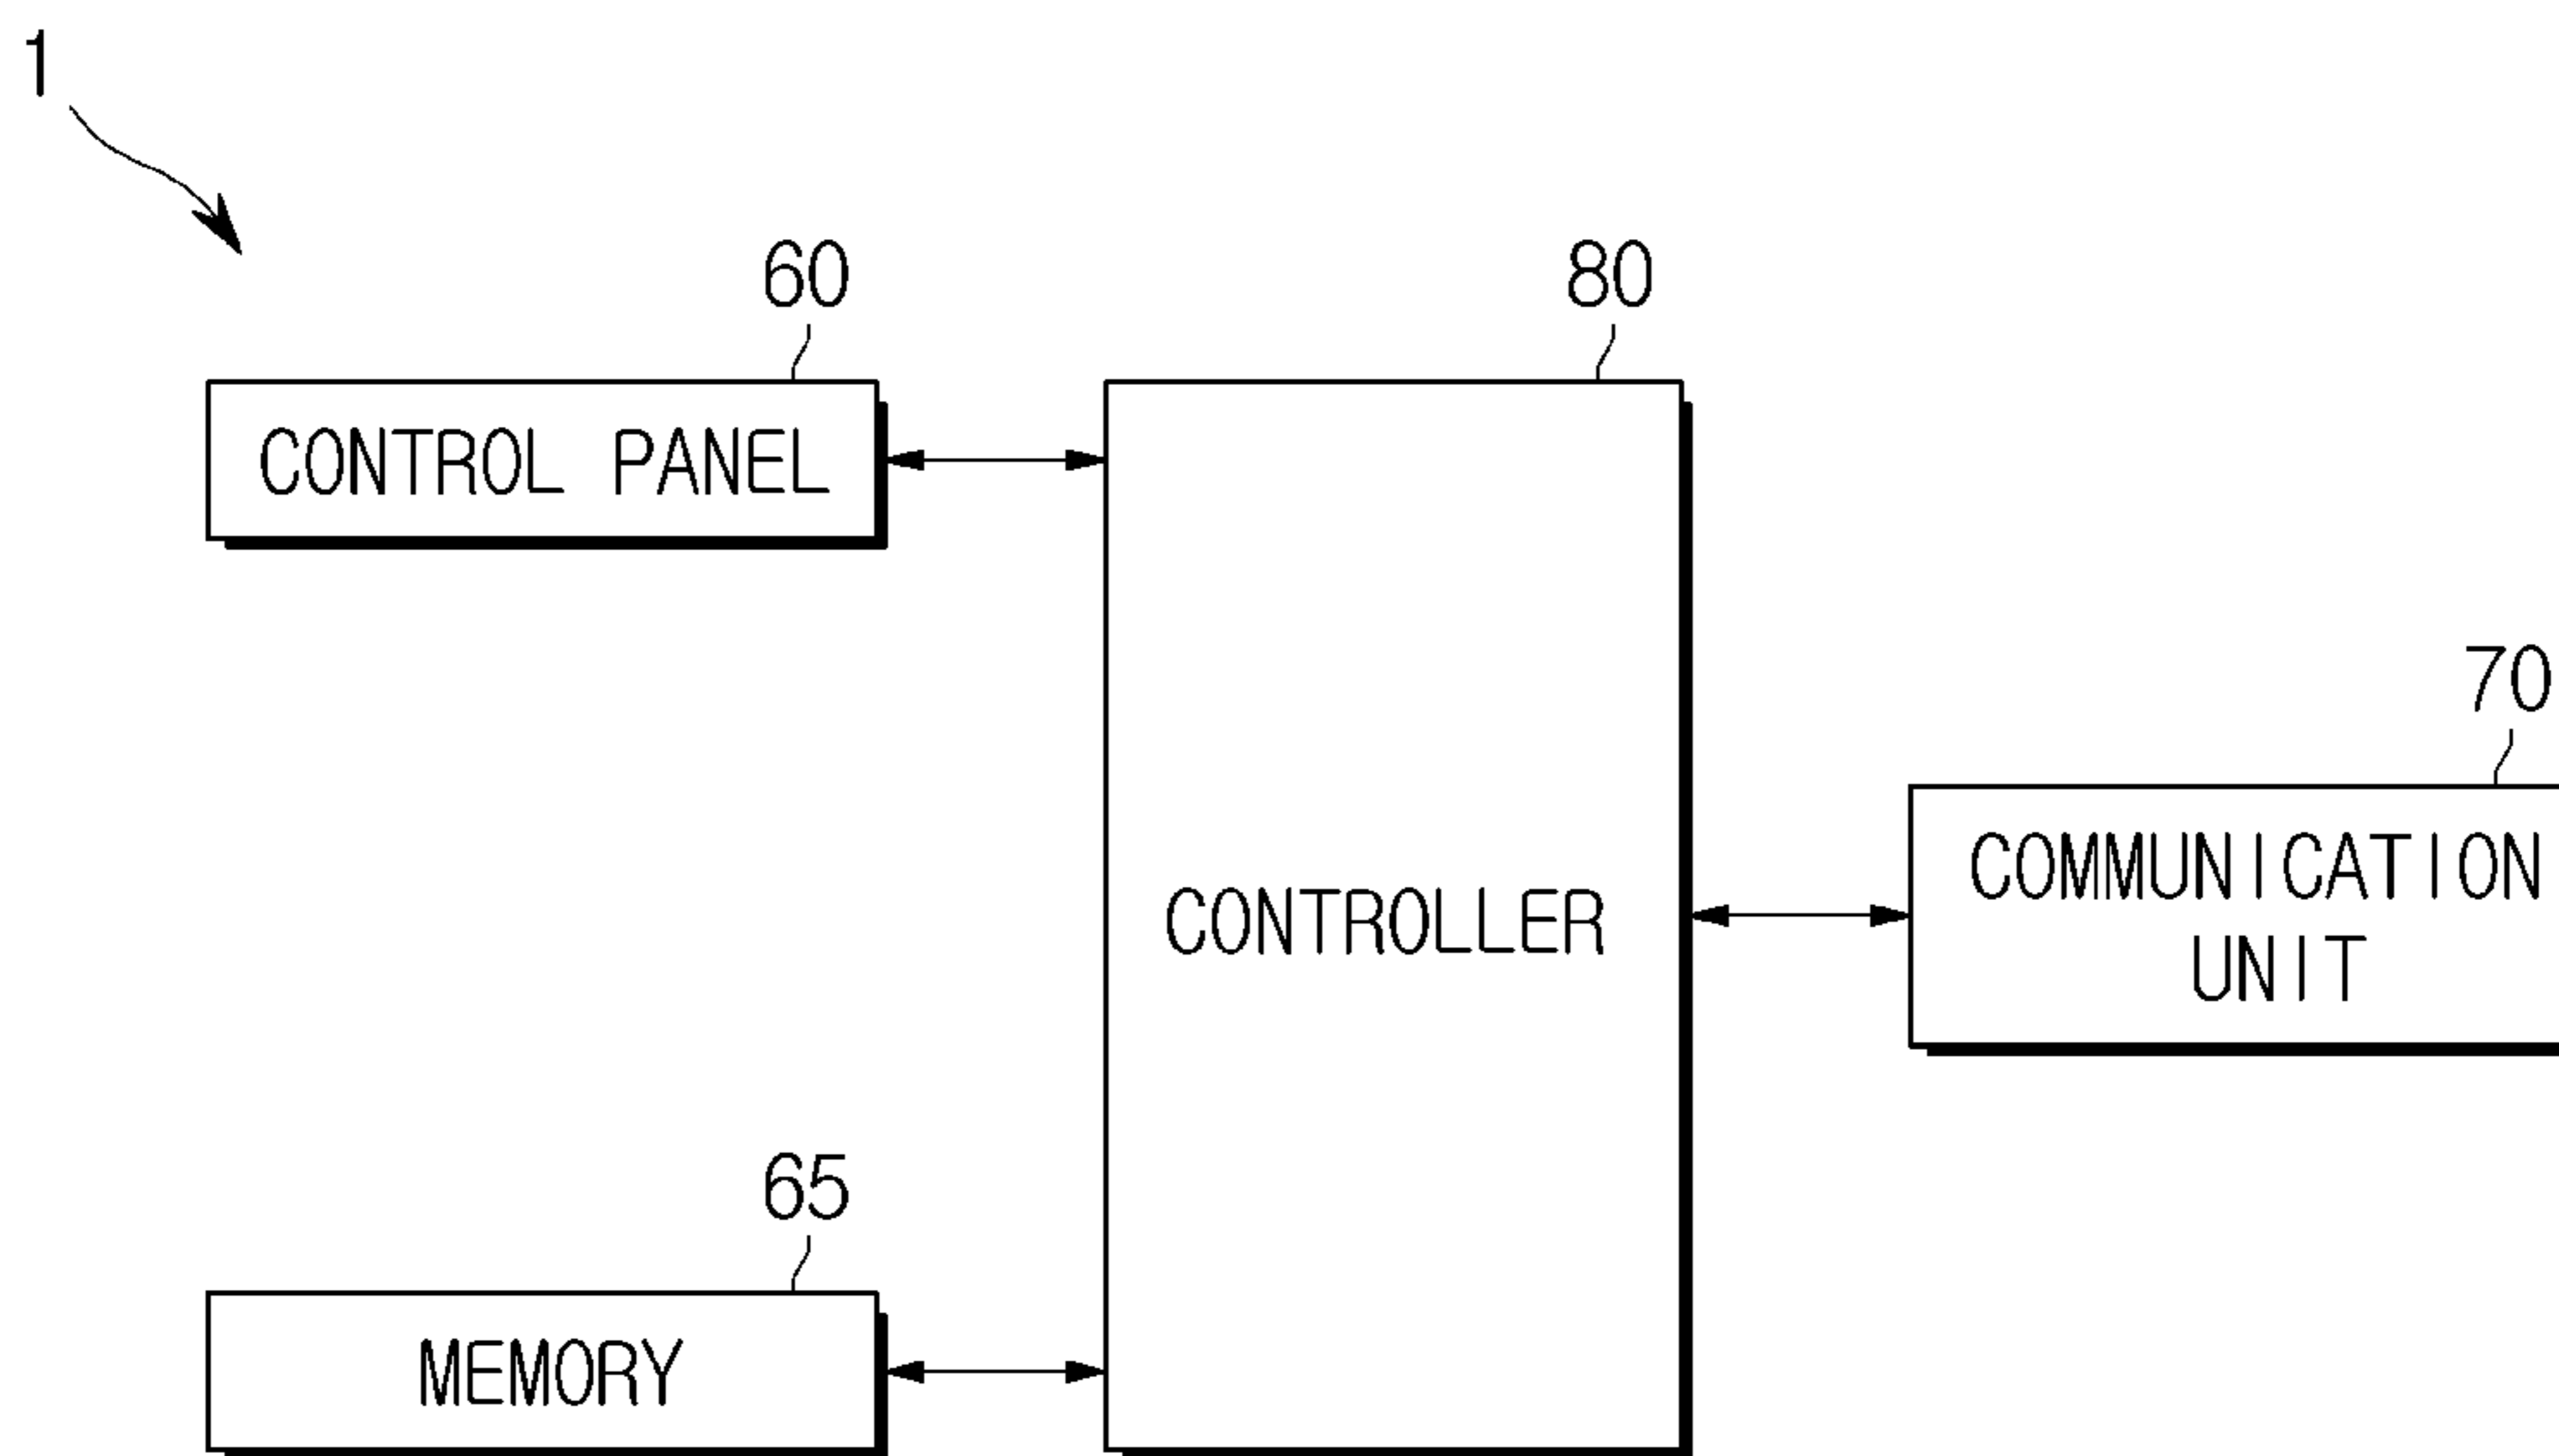 1
60
80
CONTROL PANEL
70
COMMUNICATION
UNIT
CONTROLLER
65
MEMORY